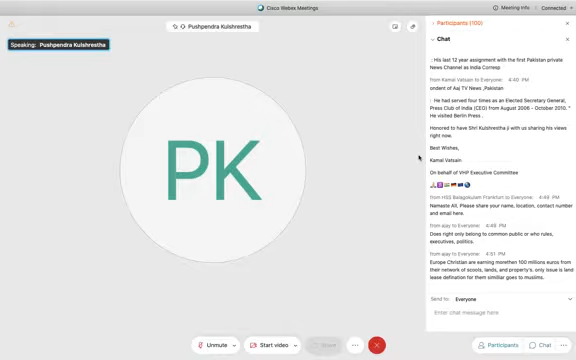 Cisco Webex Meetings
Meeting info
Connected
Pushpendra Kulshrestha
Speaking: Pushpendra Kulshrestha
PK
Participants (100)
Chat
: His last 12 year assignment with the first Pakistan private
News Channel as India Corresp
from Kamal Vatsain to Everyone: 4:40 PM
ondent of Aaj TV News ,Pakistan
: He had served four times as an Elected Secretary General,
Press Club of India (CEO) from August 2006 – October 2010. *
He visited Berlin Press .
Honored to have Shri Kulshrestha ji with us sharing his views
right now.
Best Wishes,
Kamal Vatsain
On behalf of VHP Executive Committee
from HSS Balagokulam Frankfurt to Everyone: 4:49 PM
Namaste All, Please share your name, location, contact number
and email here.
from ajay to Everyone: 4:49 PM
Does right only belong to common public or who rules,
executives, politics.
from ajay to Everyone: 4:51 PM
Europe Christian are earning morethen 100 millions euros from
their network of scools, lands, and property's. only issue is land
lease defination for them simillar goes to muslims.
Send to: Everyone
Enter chat message here
Unmute
Start video
Share
Participants
Chat